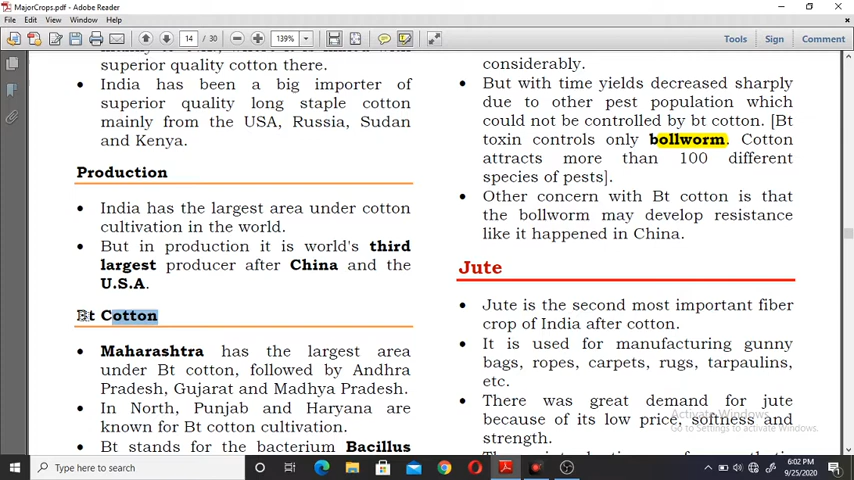 MajorCrops.pdf - Adobe Reader
File Edit View Window Help
14 / 30
139%
Tools Sign Comment
superior quality cotton there.
India has been a big importer of
superior quality long staple cotton
mainly from the USA, Russia, Sudan
and Kenya.
Production
India has the largest area under cotton
cultivation in the world.
But in production it is world's third
largest producer after China and the
U.S.A.
Bt Cotton
Maharashtra has the largest area
under Bt cotton, followed by Andhra
Pradesh, Gujarat and Madhya Pradesh.
In North, Punjab and Haryana are
known for Bt cotton cultivation.
Bt stands for the bacterium Bacillus
considerably.
But with time yields decreased sharply
due to other pest population which
could not be controlled by bt cotton. [Bt
toxin controls only bollworm. Cotton
attracts more than 100 different
species of pests].
Other concern with Bt cotton is that
the bollworm may develop resistance
like it happened in China.
Jute
Jute is the second most important fiber
crop of India after cotton.
It is used for manufacturing gunny
bags, ropes, carpets, rugs, tarpaulins,
etc.
There was great demand for jute
because of its low price, softness and
strength.
Activate Windows
Go to Settings to activate Windows.
Type here to search
6:02 PM
9/25/2020